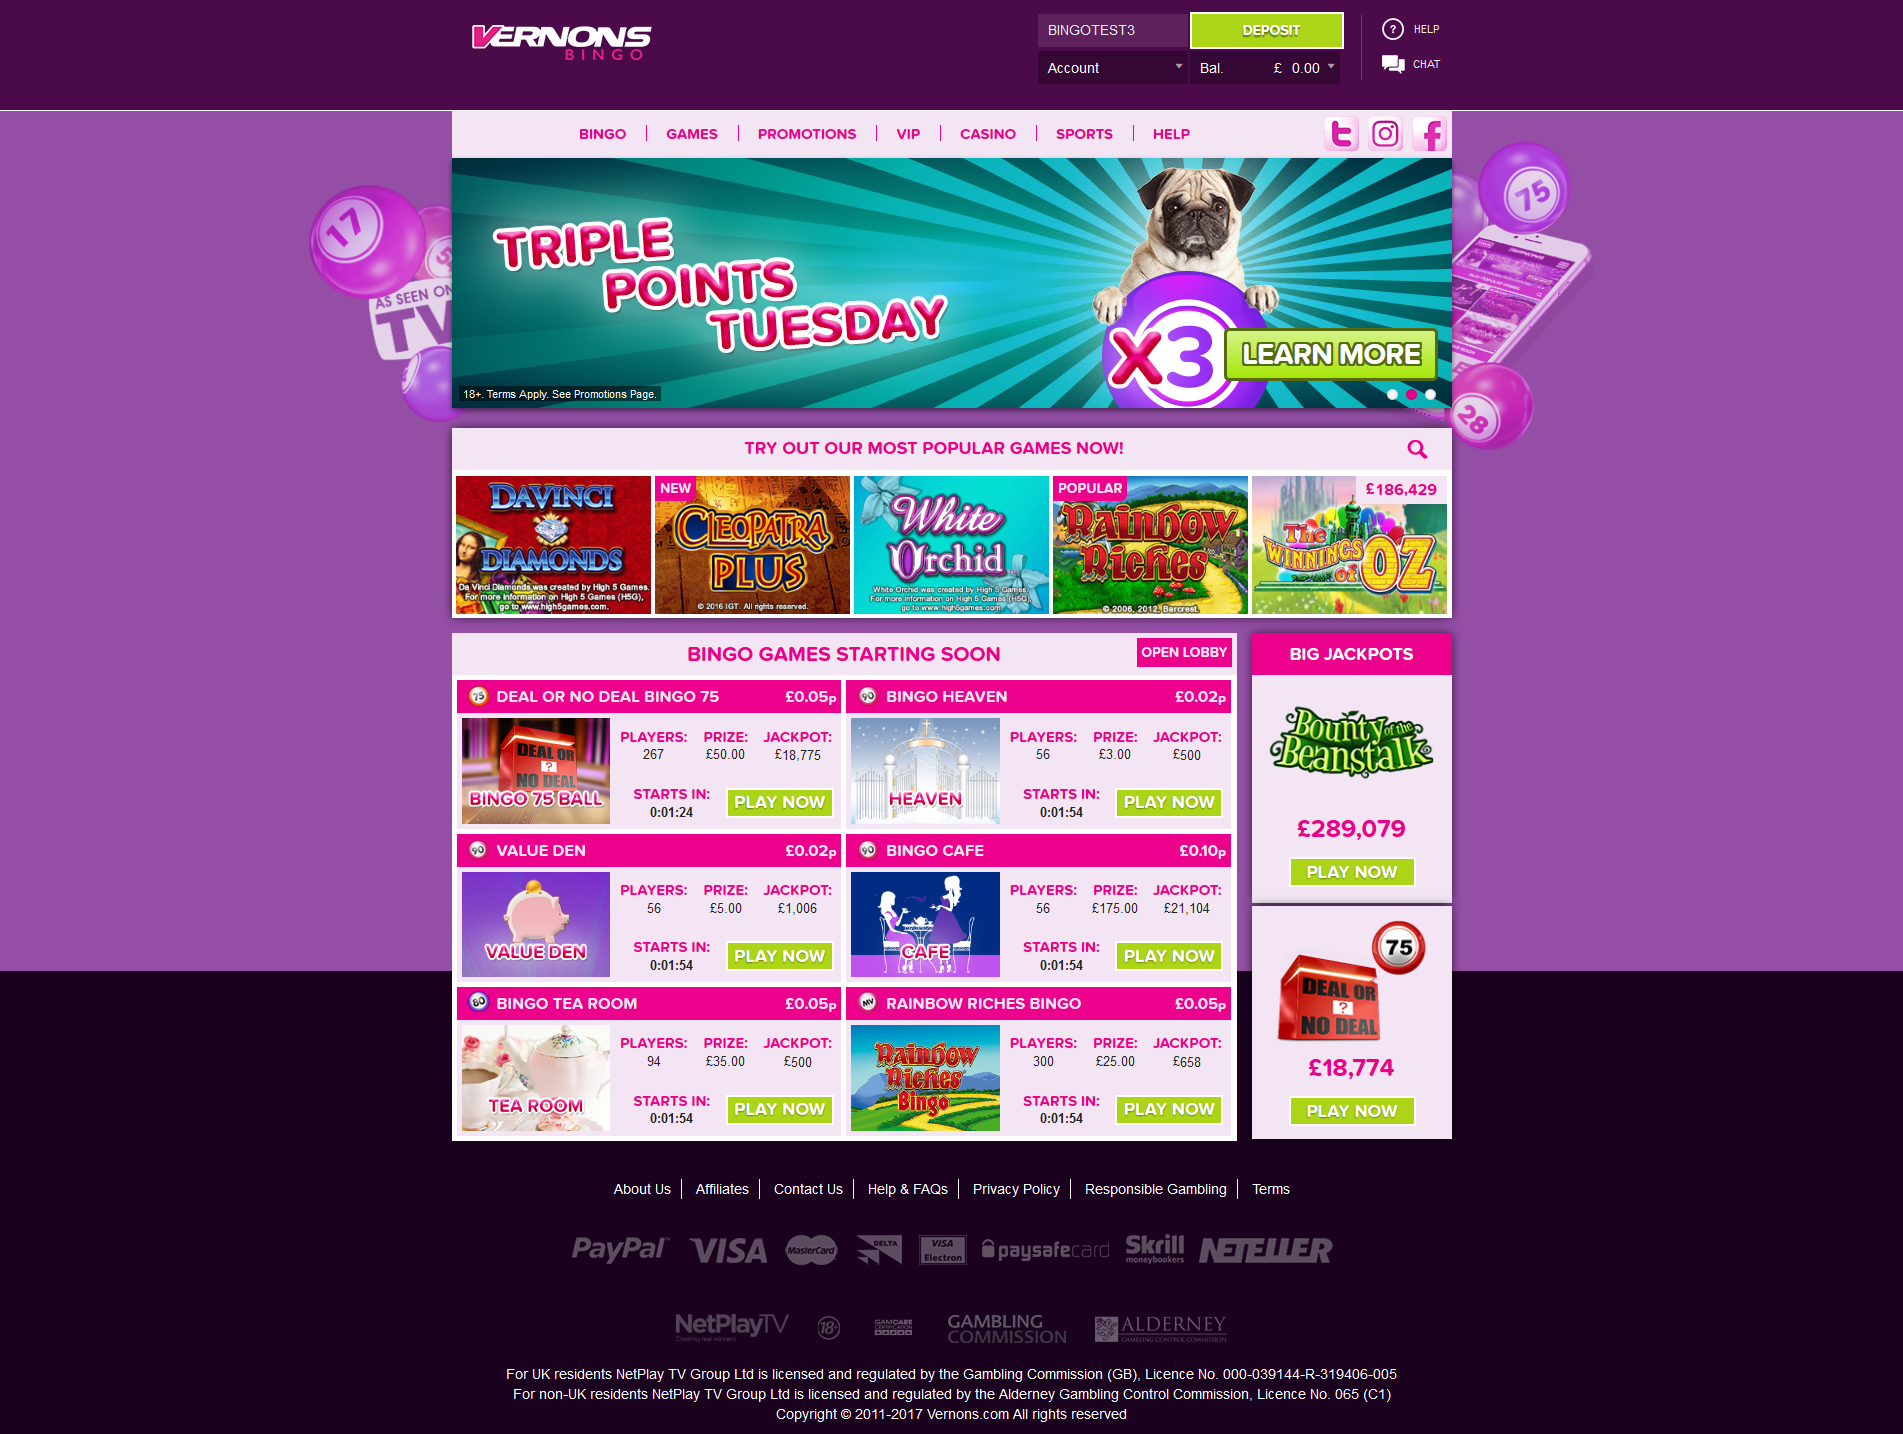 VERNONS
BINGO
BINGOTEST3
DEPOSIT
Account
Bal. £ 0.00
? HELP
CHAT
BINGO
GAMES
PROMOTIONS
VIP
CASINO
SPORTS
HELP
17
AS SEEN ON
TV
TRIPLE
POINTS
TUESDAY
X3
LEARN MORE
18+. Terms Apply. See Promotions Page.
75
28
TRY OUT OUR MOST POPULAR GAMES NOW!
DAVINCI
DIAMONDS
Da Vinci Diamonds was created by High 5 Games.
For more information on High 5 Games (H5G),
go to www.high5games.com.
NEW
CLEOPATRA
PLUS
© 2016 IGT. All rights reserved.
White
Orchid
White Orchid was created by High 5 Games.
For more information on High 5 Games (H5G),
go to www.high5games.com.
POPULAR
Rainbow
Riches
© 2008, 2012, Barcrest.
£186,429
The
WINNINGS
of OZ
BINGO GAMES STARTING SOON
OPEN LOBBY
75 DEAL OR NO DEAL BINGO 75 £0.05p
DEAL OR
?
NO DEAL
BINGO 75 BALL
PLAYERS: PRIZE: JACKPOT:
267 £50.00 £18,775
STARTS IN:
0:01:24
PLAY NOW
90 BINGO HEAVEN £0.02p
HEAVEN
PLAYERS: PRIZE: JACKPOT:
56 £3.00 £500
STARTS IN:
0:01:54
PLAY NOW
90 VALUE DEN £0.02p
VALUE DEN
PLAYERS: PRIZE: JACKPOT:
56 £5.00 £1,006
STARTS IN:
0:01:54
PLAY NOW
90 BINGO CAFE £0.10p
CAFE
PLAYERS: PRIZE: JACKPOT:
56 £175.00 £21,104
STARTS IN:
0:01:54
PLAY NOW
80 BINGO TEA ROOM £0.05p
TEA ROOM
PLAYERS: PRIZE: JACKPOT:
94 £35.00 £500
STARTS IN:
0:01:54
PLAY NOW
MV RAINBOW RICHES BINGO £0.05p
Rainbow
Riches
Bingo
PLAYERS: PRIZE: JACKPOT:
300 £25.00 £658
STARTS IN:
0:01:54
PLAY NOW
BIG JACKPOTS
Bounty of the
Beanstalk
£289,079
PLAY NOW
75
DEAL OR
?
NO DEAL
£18,774
PLAY NOW
About Us
Affiliates
Contact Us
Help & FAQs
Privacy Policy
Responsible Gambling
Terms
PayPal
VISA
MasterCard
DELTA
VISA
Electron
paysafecard
Skrill
moneybookers
NETELLER
NetPlayTV
Creating real winners
18+
GAMCARE
CERTIFICATION
GAMBLING
COMMISSION
ALDERNEY
GAMBLING CONTROL COMMISSION
For UK residents NetPlay TV Group Ltd is licensed and regulated by the Gambling Commission (GB), Licence No. 000-039144-R-319406-005
For non-UK residents NetPlay TV Group Ltd is licensed and regulated by the Alderney Gambling Control Commission, Licence No. 065 (C1)
Copyright © 2011-2017 Vernons.com All rights reserved